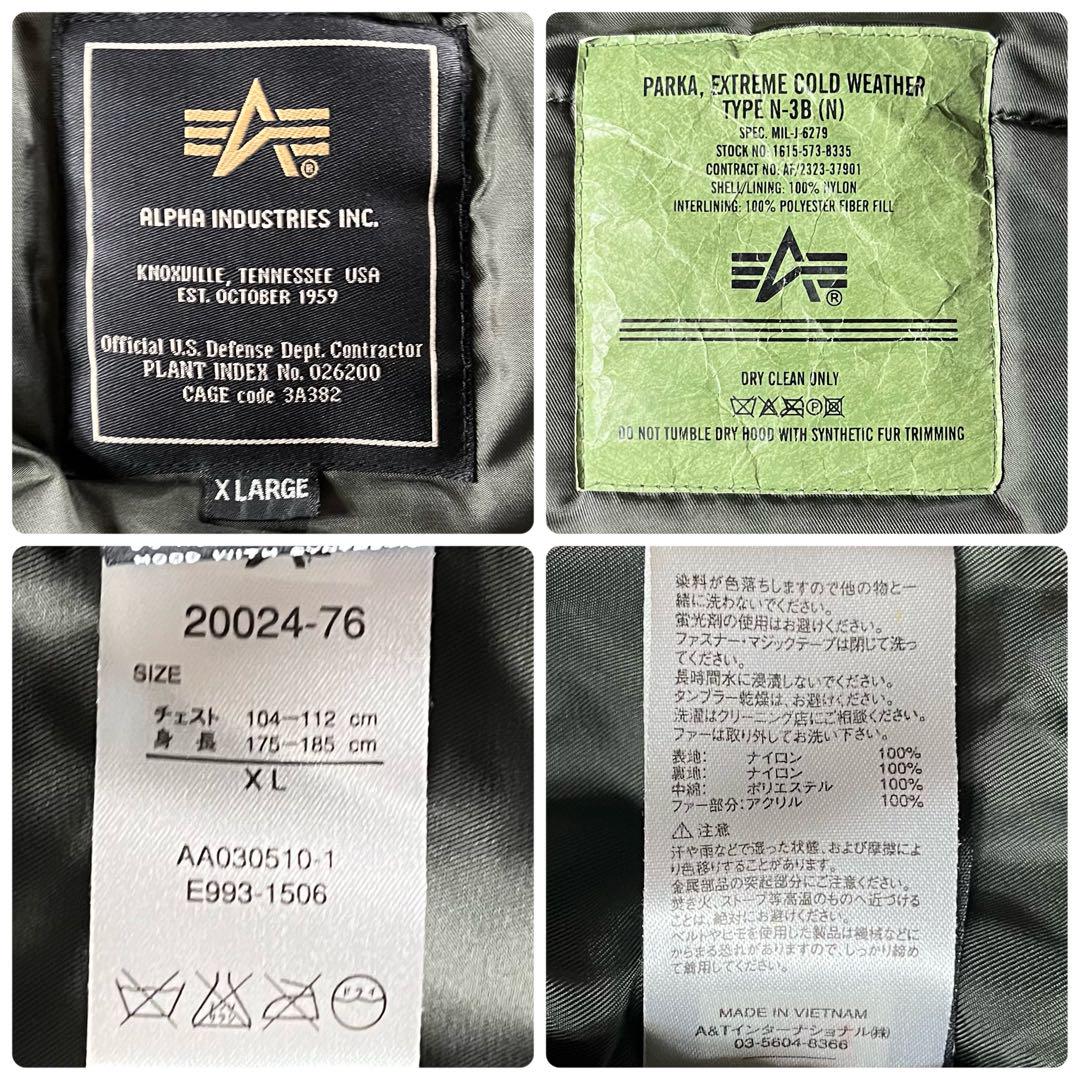 ®
ALPHA INDUSTRIES INC.
KNOXVILLE, TENNESSEE USA
EST. OCTOBER 1959
Official U.S. Defense Dept. Contractor
PLANT INDEX No. 026200
CAGE code 3A382
X LARGE
PARKA, EXTREME COLD WEATHER
TYPE N-3B (N)
SPEC. MIL-J-6279
STOCK NO: 1615-573-8335
CONTRACT NO. AF/2323-37901
SHELL/LINING: 100% NYLON
INTERLINING: 100% POLYESTER FIBER FILL
®
DRY CLEAN ONLY
DO NOT TUMBLE DRY HOOD WITH SYNTHETIC FUR TRIMMING
HOOD WITH
20024-76
SIZE
チェスト 104-112 cm
身 長 175-185 cm
XL
AA030510-1
E993-1506
エンソ
ドライ
染料が色落ちしますので他の物と一
緒に洗わないでください。
蛍光剤の使用はお避けください。
ファスナー・マジックテープは閉じて洗っ
てください。
長時間水に浸漬しないでください。
タンブラー乾燥は、お避けください。
洗濯はクリーニング店にご相談ください。
ファーは取り外してお洗い下さい。
表地: ナイロン 100%
裏地: ナイロン 100%
中綿: ポリエステル 100%
ファー部分:アクリル 100%
⚠ 注意
汗や雨などで湿った状態、および摩擦によ
り色移りすることがあります。
金属部品の突起部分にご注意ください。
焚き火、ストーブ等高温のものへ近づける
ことは、絶対にお避けください。
ベルトやヒモを使用した製品は機械などに
からまる恐れがありますので、しっかり締め
て着用してください。
MADE IN VIETNAM
A&Tインターナショナル(株)
03-5604-8366